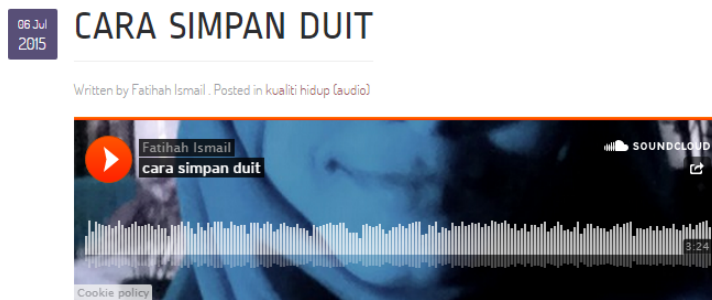 06 Jul
2015
CARA SIMPAN DUIT
Written by Fatihah Ismail . Posted in kualiti hidup (audio)
Fatihah Ismail
cara simpan duit
SOUNDCLOUD
3:24
Cookie policy